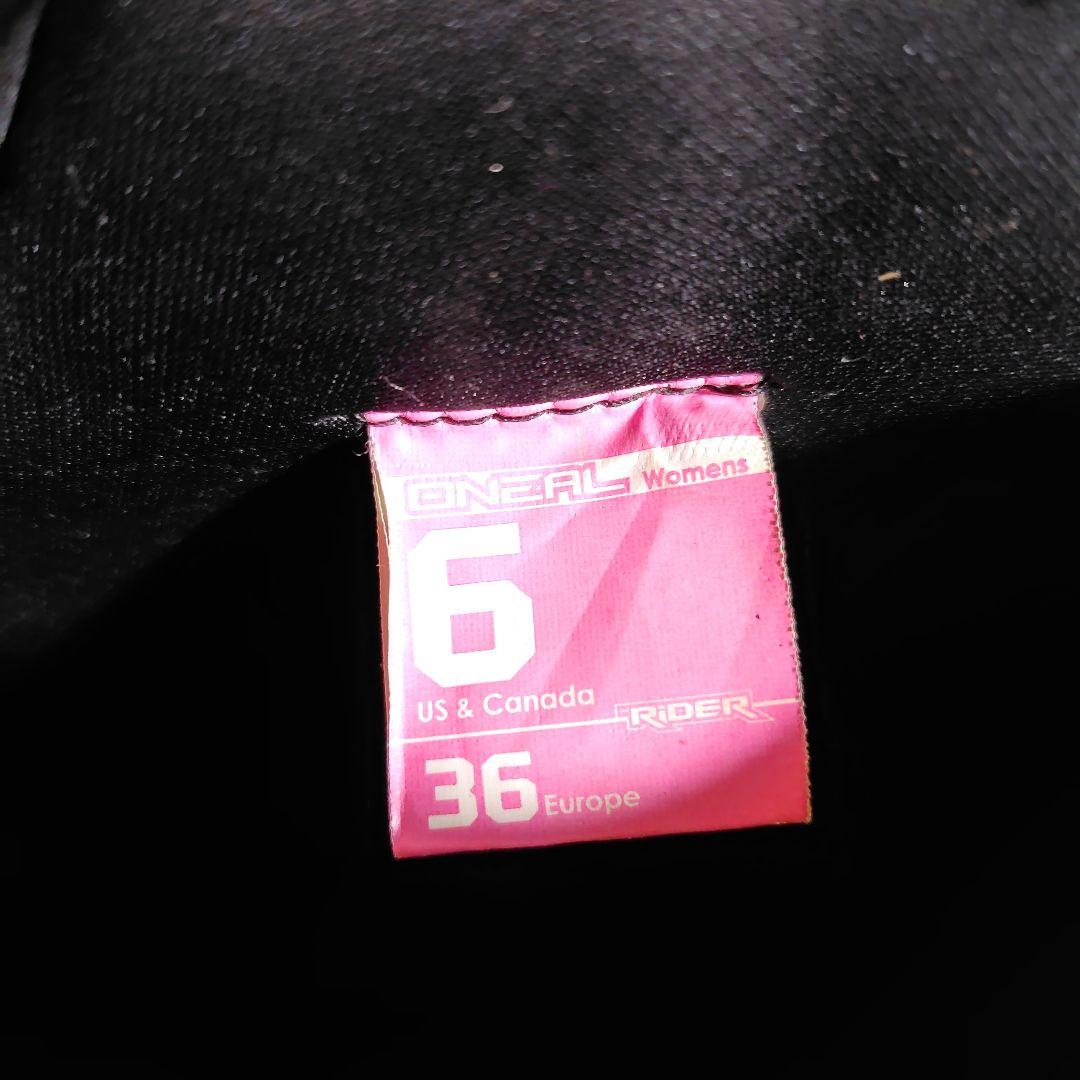 ONEAL Womens
6
US & Canada
RiDER
36 Europe